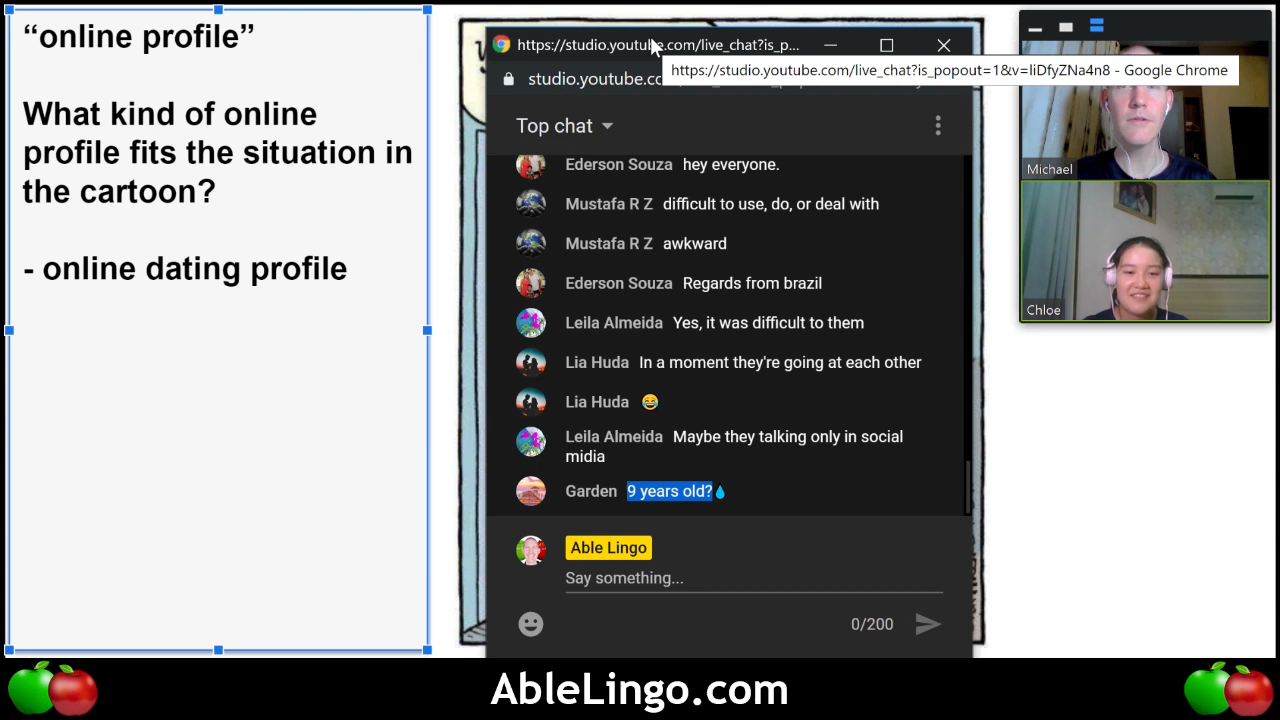 “online profile”
What kind of online
profile fits the situation in
the cartoon?
- online dating profile
https://studio.youtube.com/live_chat?is_p...
https://studio.youtube.com/live_chat?is_popout=1&v=liDfyZNa4n8 - Google Chrome
studio.youtube.co
Top chat
Ederson Souza hey everyone.
Mustafa R Z difficult to use, do, or deal with
Mustafa R Z awkward
Ederson Souza Regards from brazil
Leila Almeida Yes, it was difficult to them
Lia Huda In a moment they're going at each other
Lia Huda 😂
Leila Almeida Maybe they talking only in social
midia
Garden 9 years old?💧
Able Lingo
Say something...
0/200
Michael
Chloe
AbleLingo.com